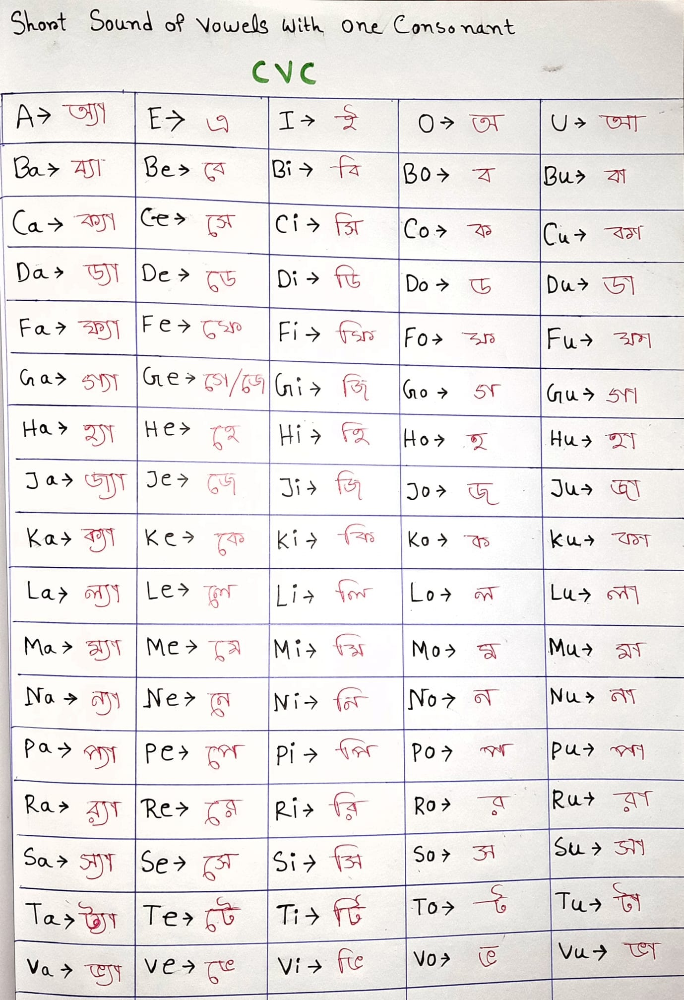 Short Sound of Vowels with one Consonant
CVC
A→ অ্যা E→ এ I→ ই O→ অ U→ আ
Ba→ ব্যা Be→ বে Bi→ বি Bo→ ব Bu→ বা
Ca→ ক্যা Ce→ সে Ci→ সি Co→ ক Cu→ কা
Da→ ড্যা De→ ডে Di→ ডি Do→ ড Du→ ডা
Fa→ ফ্যা Fe→ ফে Fi→ ফি Fo→ ফ Fu→ ফা
Ga→ গ্যা Ge→ গে/জে Gi→ জি Go→ গ Gu→ গা
Ha→ হ্যা He→ হে Hi→ হি Ho→ হ Hu→ হা
Ja→ জ্যা Je→ জে Ji→ জি Jo→ জ Ju→ জা
Ka→ ক্যা Ke→ কে Ki→ কি Ko→ ক Ku→ কা
La→ ল্যা Le→ লে Li→ লি Lo→ ল Lu→ লা
Ma→ ম্যা Me→ মে Mi→ মি Mo→ ম Mu→ মা
Na→ ন্যা Ne→ নে Ni→ নি No→ ন Nu→ না
Pa→ প্যা Pe→ পে Pi→ পি Po→ প Pu→ পা
Ra→ র‍্যা Re→ রে Ri→ রি Ro→ র Ru→ রা
Sa→ স্যা Se→ সে Si→ সি So→ স Su→ সা
Ta→ ট্যা Te→ টে Ti→ টি To→ ট Tu→ টা
Va→ ভ্যা Ve→ ভে Vi→ ভি Vo→ ভ Vu→ ভা